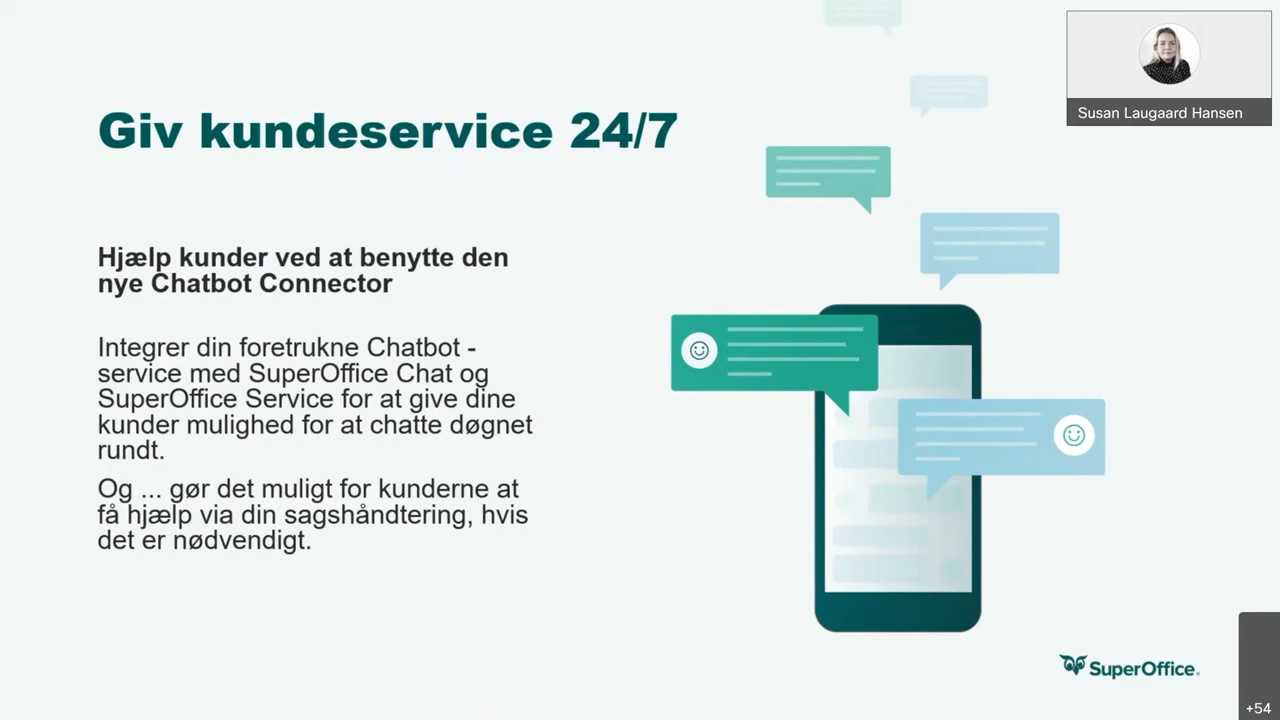 Giv kundeservice 24/7
Hjælp kunder ved at benytte den
nye Chatbot Connector
Integrer din foretrukne Chatbot -
service med SuperOffice Chat og
SuperOffice Service for at give dine
kunder mulighed for at chatte døgnet
rundt.
Og ... gør det muligt for kunderne at
få hjælp via din sagshåndtering, hvis
det er nødvendigt.
Susan Laugaard Hansen
SuperOffice.
+54